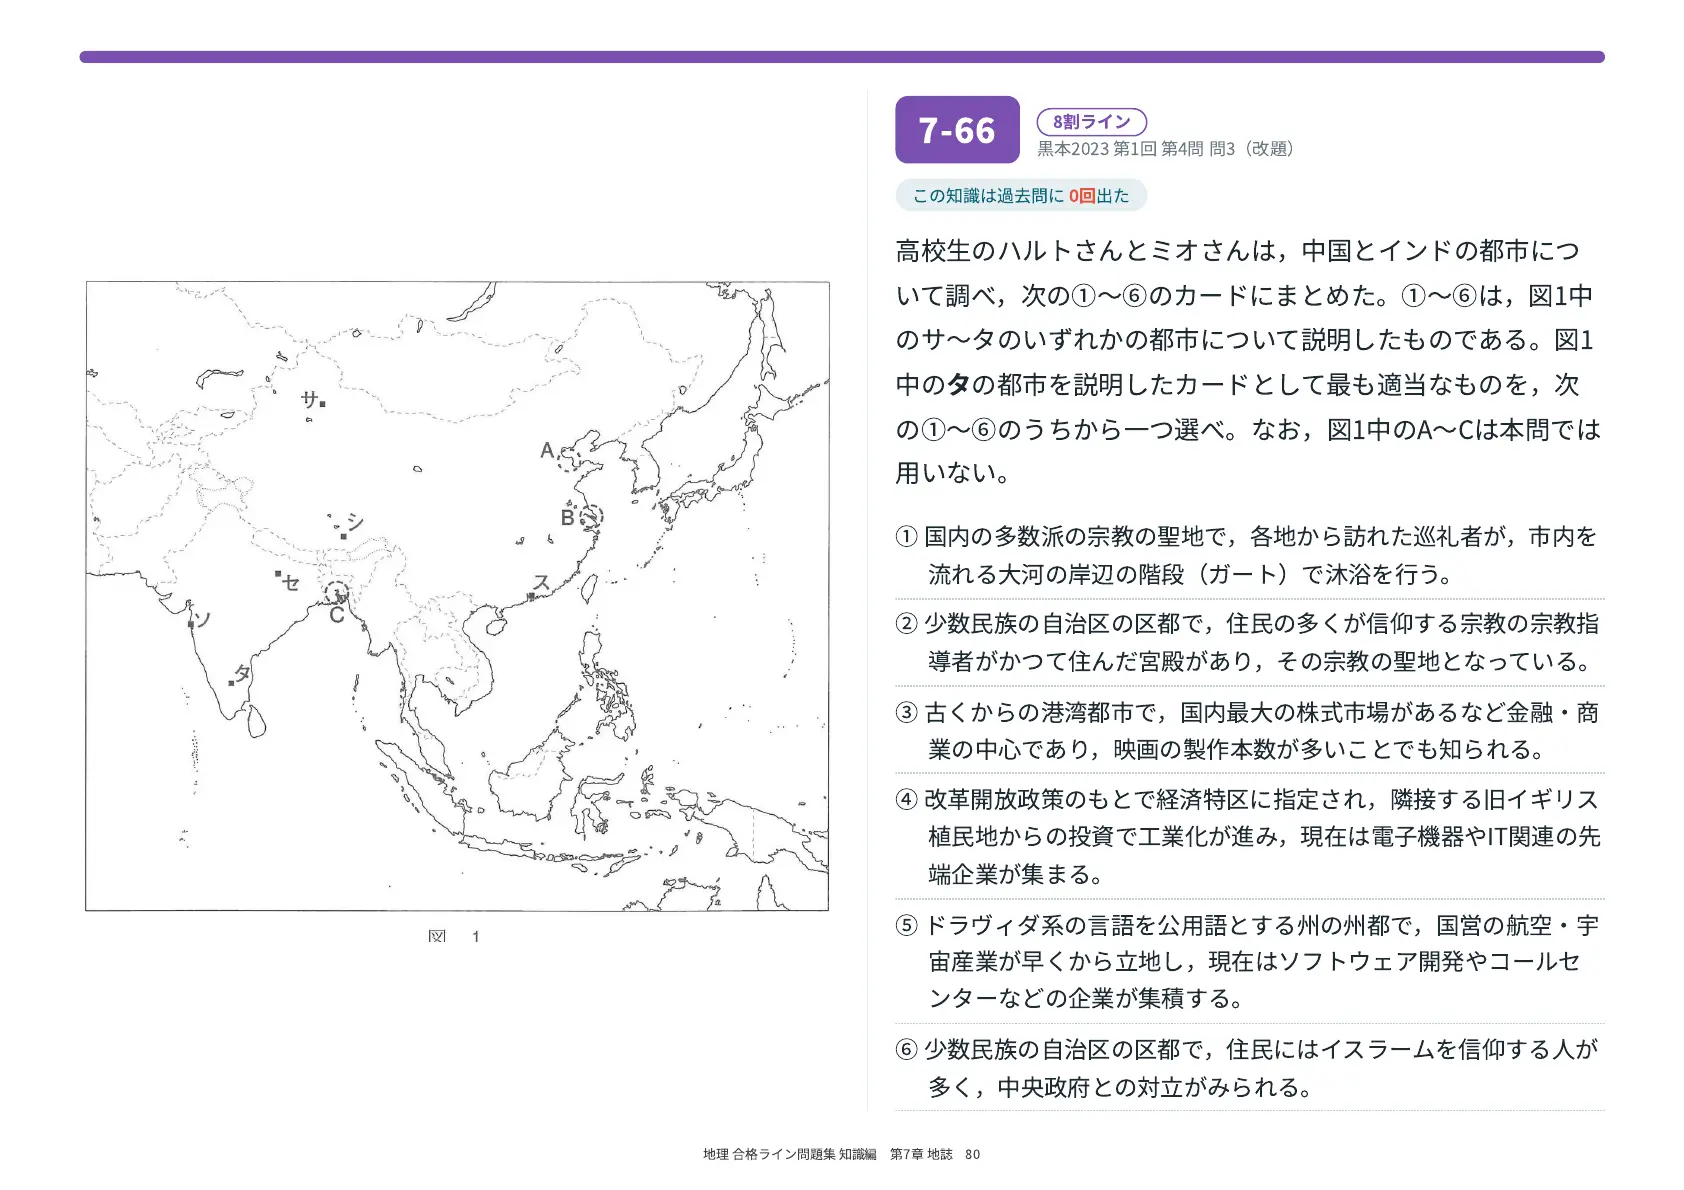 7-66
8割ライン
黒本2023 第1回 第4問 問3（改題）
この知識は過去問に 0回出た
高校生のハルトさんとミオさんは，中国とインドの都市につ
いて調べ，次の①〜⑥のカードにまとめた。①〜⑥は，図1中
のサ〜タのいずれかの都市について説明したものである。図1
中のタの都市を説明したカードとして最も適当なものを，次
の①〜⑥のうちから一つ選べ。なお，図1中のA〜Cは本問では
用いない。
① 国内の多数派の宗教の聖地で，各地から訪れた巡礼者が，市内を
流れる大河の岸辺の階段（ガート）で沐浴を行う。
② 少数民族の自治区の区都で，住民の多くが信仰する宗教の宗教指
導者がかつて住んだ宮殿があり，その宗教の聖地となっている。
③ 古くからの港湾都市で，国内最大の株式市場があるなど金融・商
業の中心であり，映画の製作本数が多いことでも知られる。
④ 改革開放政策のもとで経済特区に指定され，隣接する旧イギリス
植民地からの投資で工業化が進み，現在は電子機器やIT関連の先
端企業が集まる。
⑤ ドラヴィダ系の言語を公用語とする州の州都で，国営の航空・宇
宙産業が早くから立地し，現在はソフトウェア開発やコールセ
ンターなどの企業が集積する。
⑥ 少数民族の自治区の区都で，住民にはイスラームを信仰する人が
多く，中央政府との対立がみられる。
サ
A
B
シ
セ
ス
C
ソ
タ
図 1
地理 合格ライン問題集 知識編 第7章 地誌 80